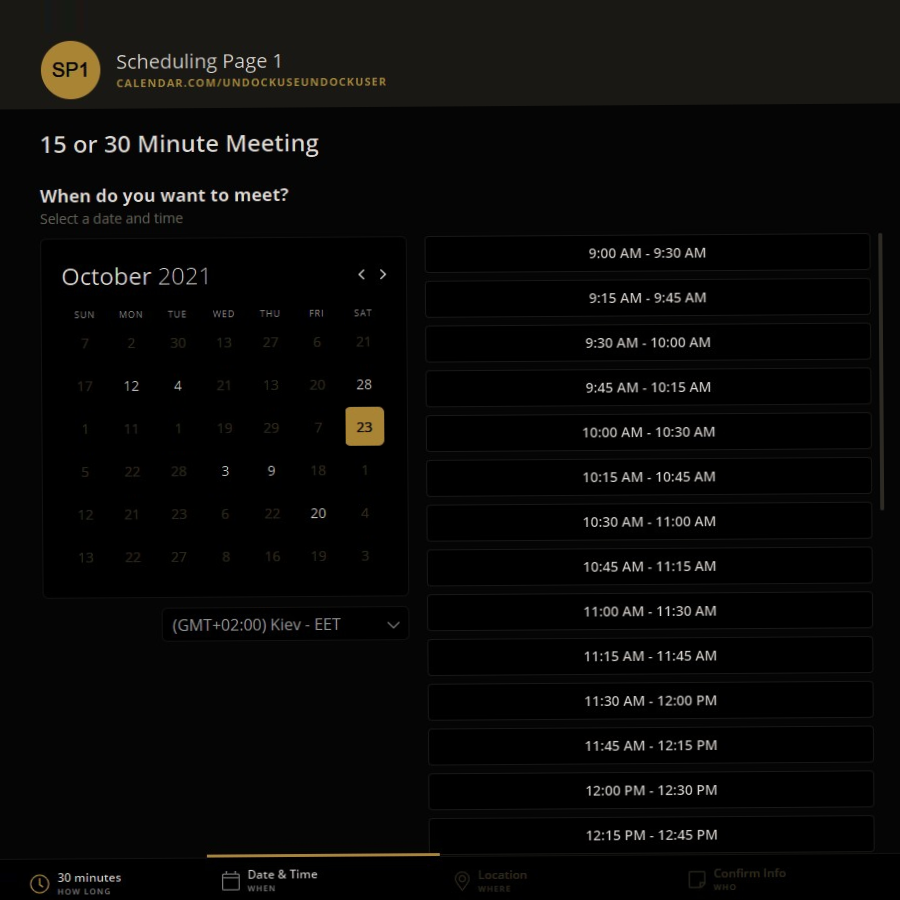 SP1
Scheduling Page 1
CALENDAR.COM/UNDOCKUSEUNDOCKUSER
15 or 30 Minute Meeting
When do you want to meet?
Select a date and time
October 2021
SUN MON TUE WED THU FRI SAT
7 2 30 13 27 6 21
17 12 4 21 13 20 28
1 11 1 19 29 7 23
5 22 28 3 9 18 1
12 21 23 6 22 20 4
13 22 27 8 16 19 3
(GMT+02:00) Kiev - EET
9:00 AM - 9:30 AM
9:15 AM - 9:45 AM
9:30 AM - 10:00 AM
9:45 AM - 10:15 AM
10:00 AM - 10:30 AM
10:15 AM - 10:45 AM
10:30 AM - 11:00 AM
10:45 AM - 11:15 AM
11:00 AM - 11:30 AM
11:15 AM - 11:45 AM
11:30 AM - 12:00 PM
11:45 AM - 12:15 PM
12:00 PM - 12:30 PM
12:15 PM - 12:45 PM
30 minutes
HOW LONG
Date & Time
WHEN
Location
WHERE
Confirm Info
WHO